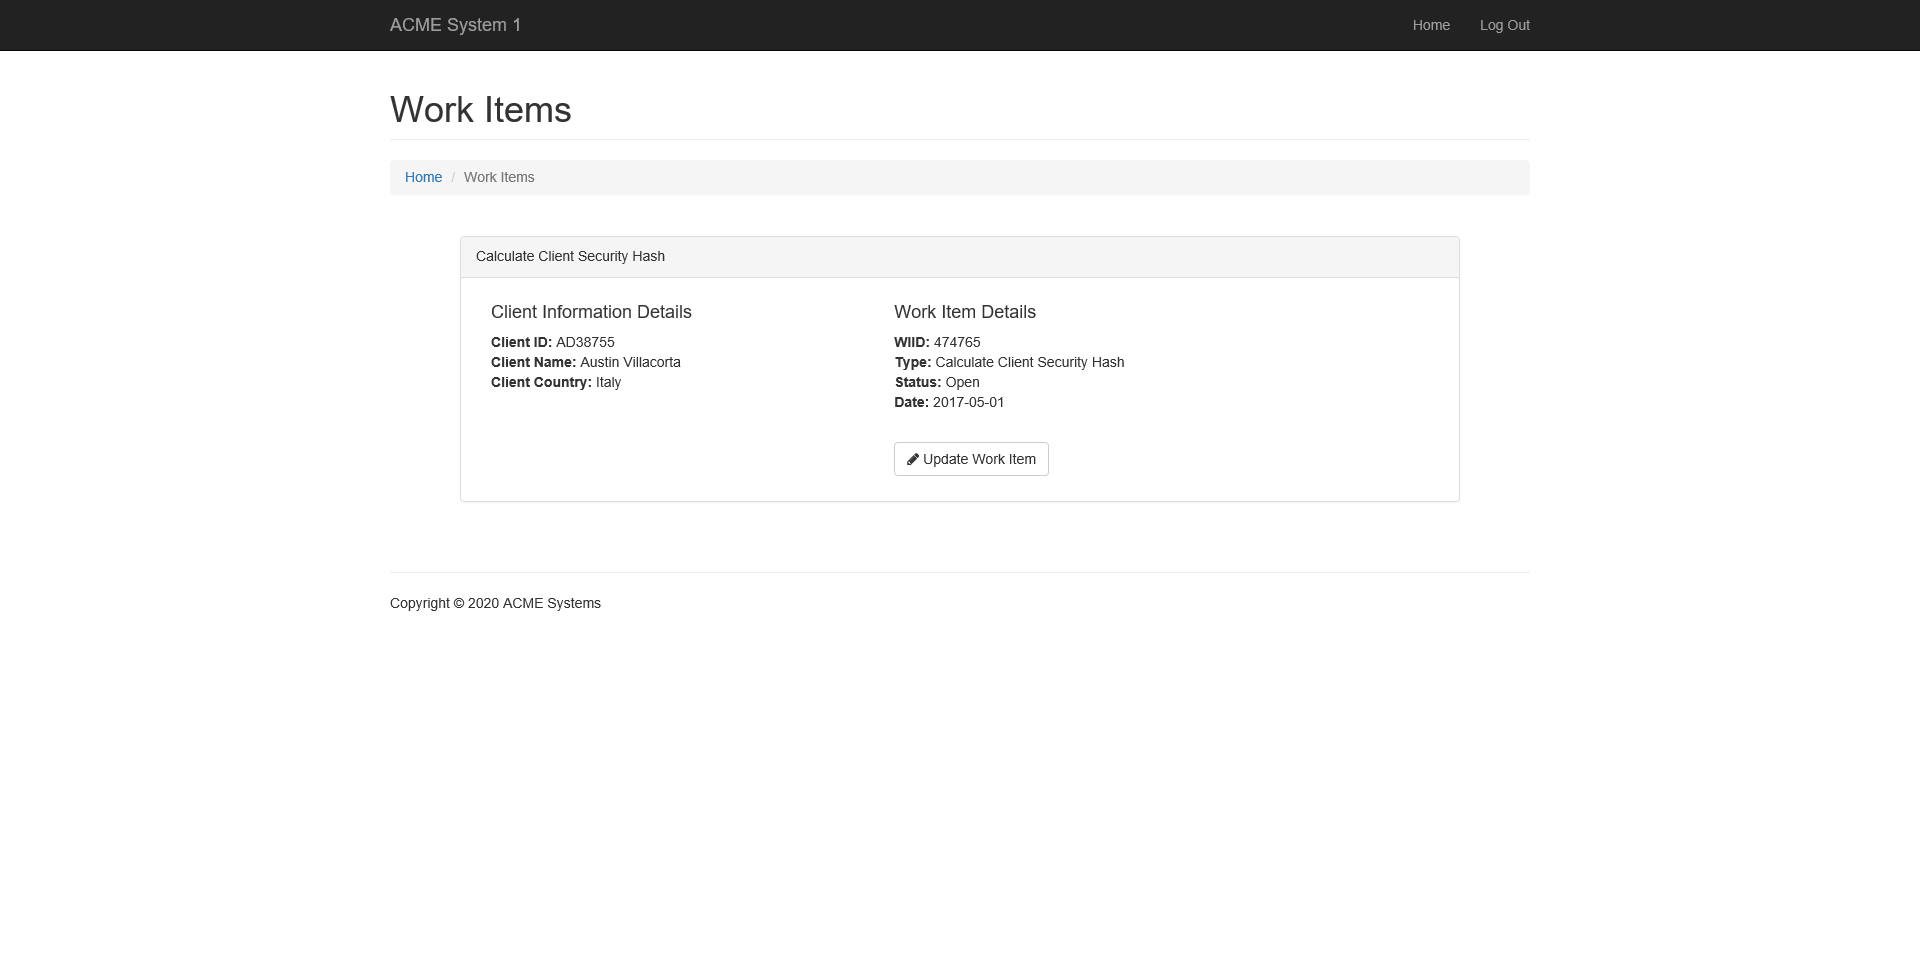 ACME System 1
Home
Log Out
Work Items
Home / Work Items
Calculate Client Security Hash
Client Information Details
Client ID: AD38755
Client Name: Austin Villacorta
Client Country: Italy
Work Item Details
WIID: 474765
Type: Calculate Client Security Hash
Status: Open
Date: 2017-05-01
Update Work Item
Copyright © 2020 ACME Systems